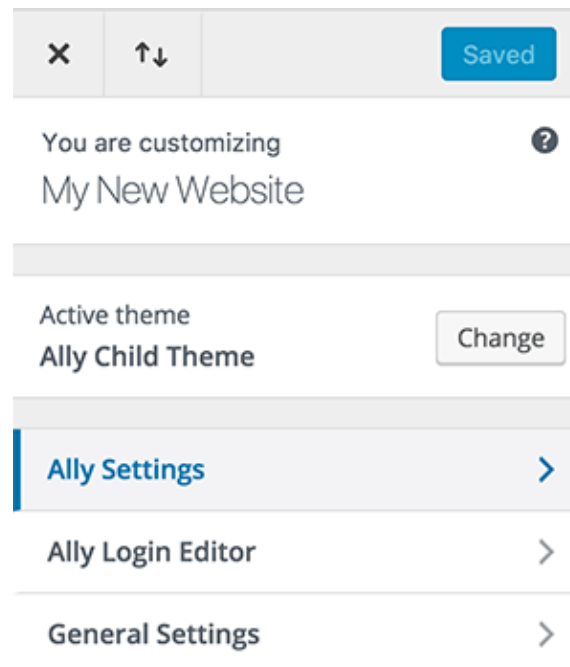 Saved
You are customizing
My New Website
Active theme
Ally Child Theme
Change
Ally Settings
Ally Login Editor
General Settings